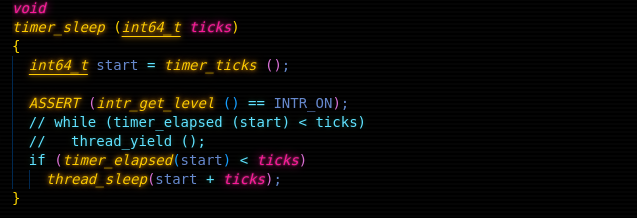 void
timer_sleep (int64_t ticks)
{
int64_t start = timer_ticks ();
ASSERT (intr_get_level () == INTR_ON);
// while (timer_elapsed (start) < ticks)
//   thread_yield ();
if (timer_elapsed(start) < ticks)
thread_sleep(start + ticks);
}